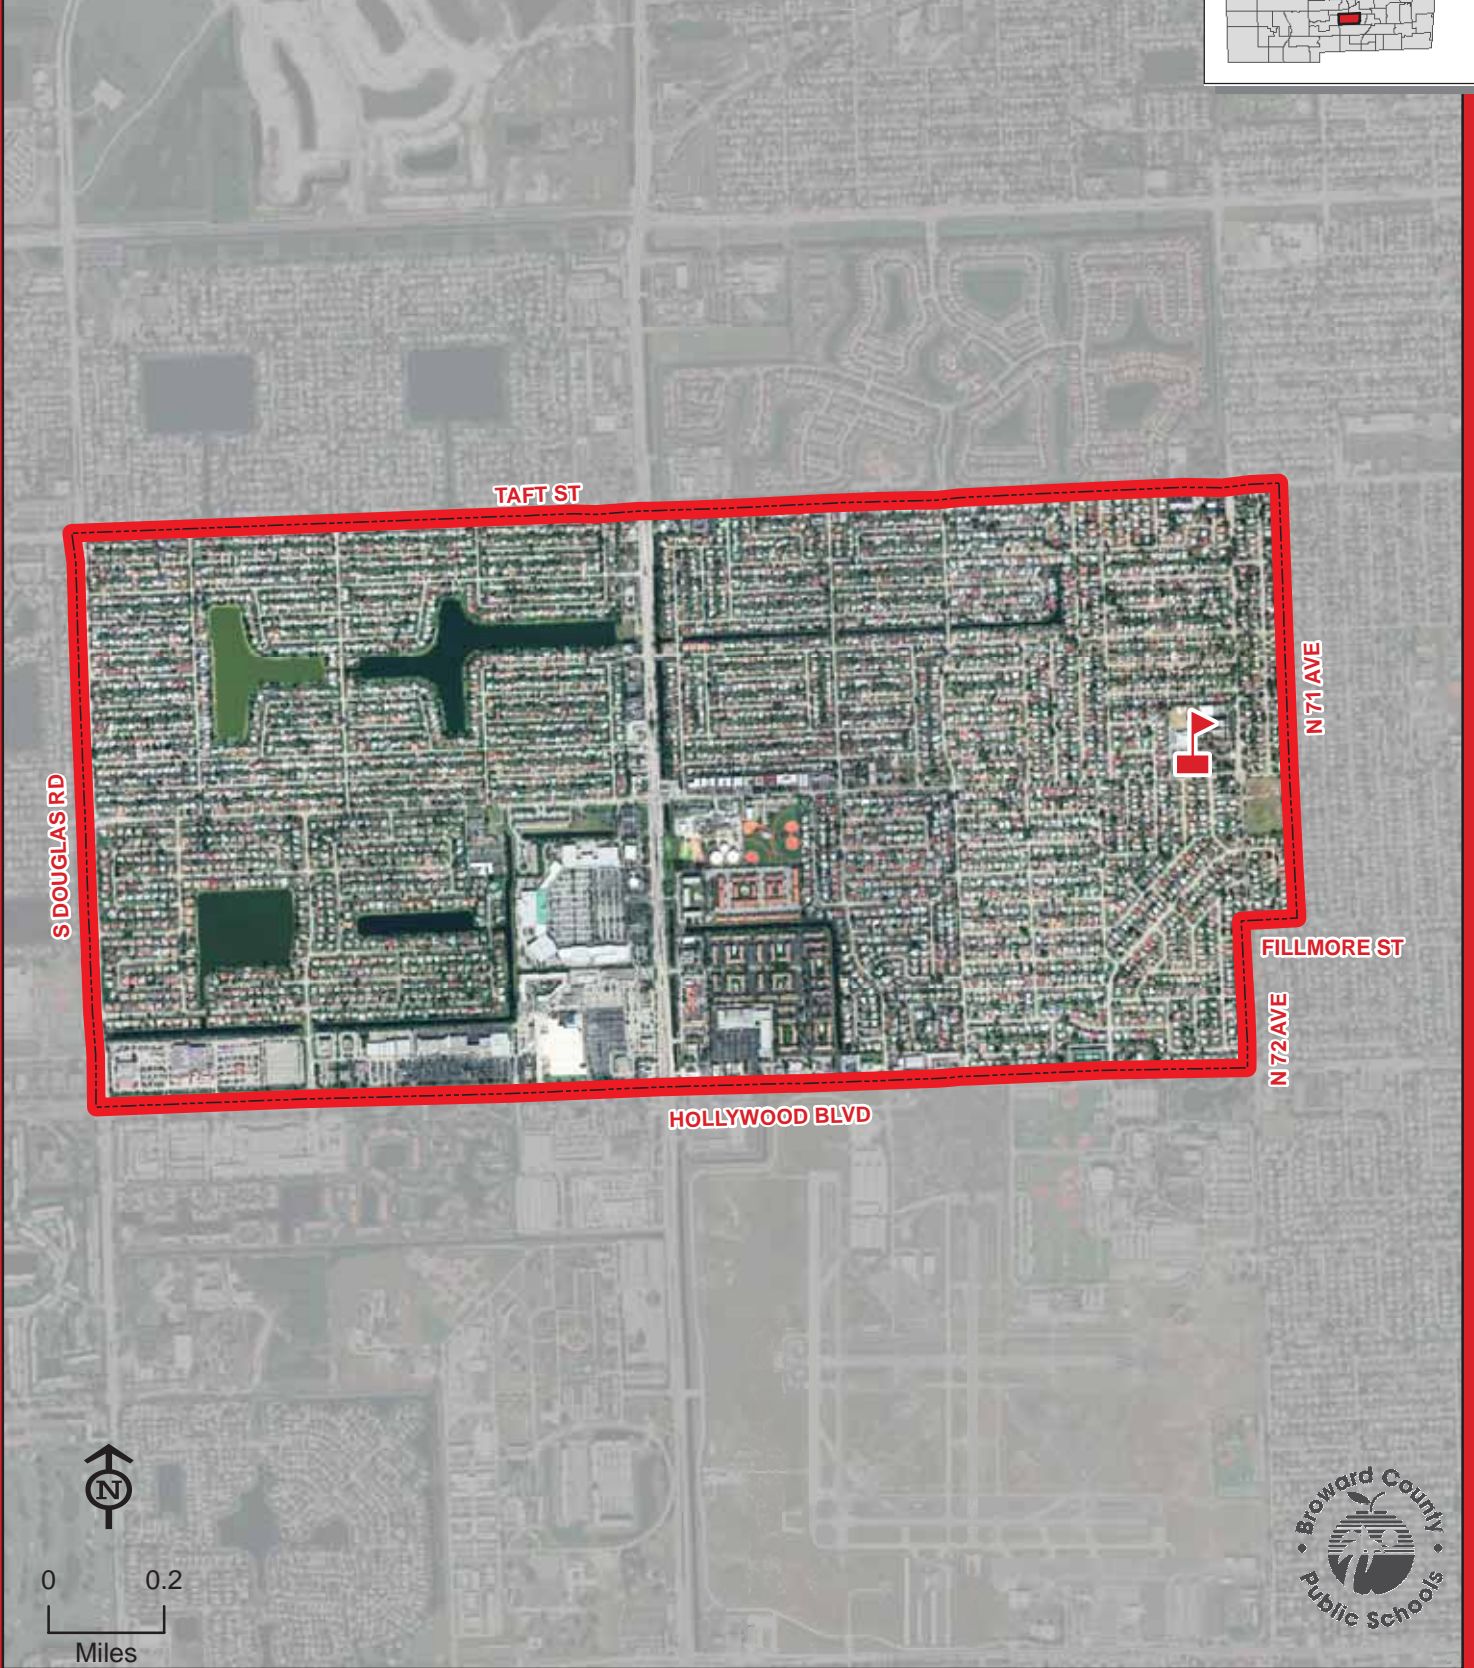 TAFT ST
N 71 AVE
S DOUGLAS RD
FILLMORE ST
N 72 AVE
HOLLYWOOD BLVD
N
0 0.2
Miles
Broward County
Public Schools